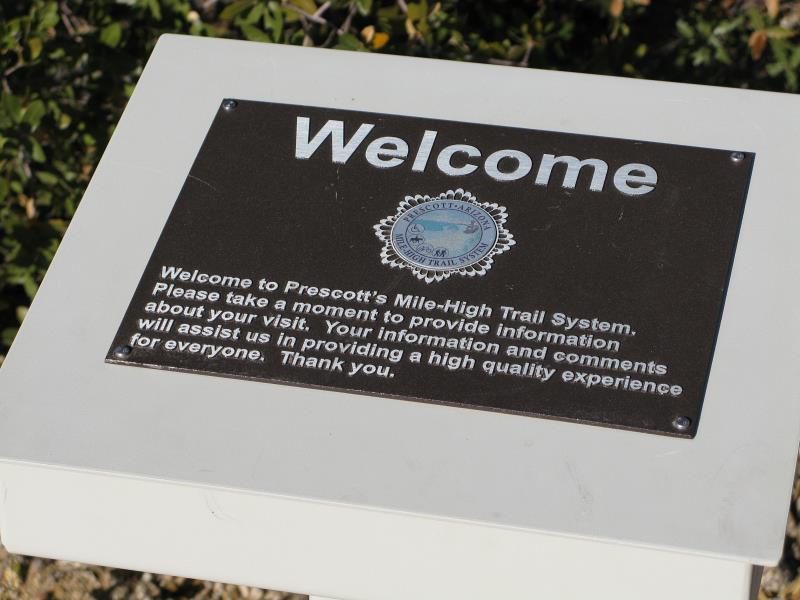 Welcome
PRESCOTT • ARIZONA
MILE-HIGH TRAIL SYSTEM
Welcome to Prescott's Mile-High Trail System.
Please take a moment to provide information
about your visit.  Your information and comments
will assist us in providing a high quality experience
for everyone.  Thank you.